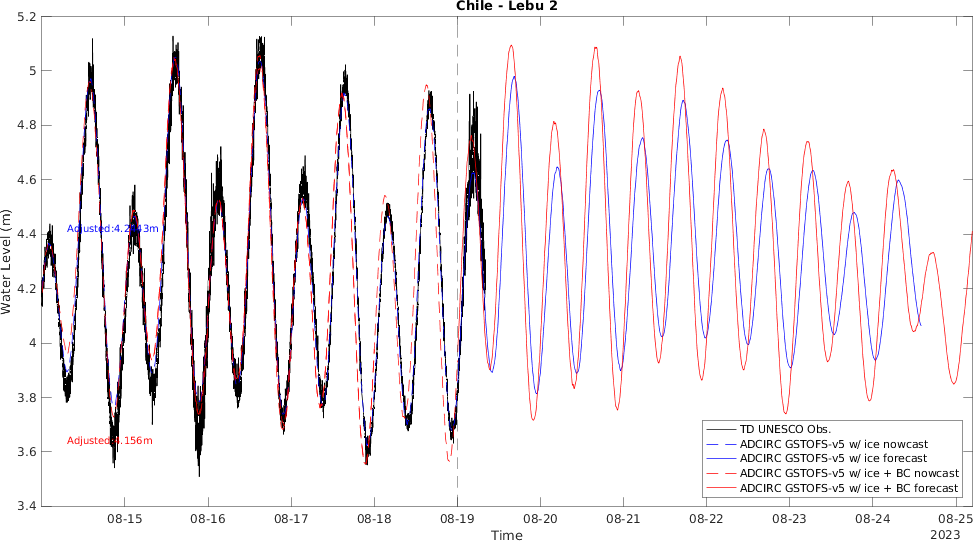 Chile - Lebu 2
Water Level (m)
5.2
5
4.8
4.6
4.4
4.2
4
3.8
3.6
3.4
Adjusted:
Adjusted:
TD UNESCO Obs.
ADCIRC GSTOFS-v5 w/ ice nowcast
ADCIRC GSTOFS-v5 w/ ice forecast
ADCIRC GSTOFS-v5 w/ ice + BC nowcast
ADCIRC GSTOFS-v5 w/ ice + BC forecast
08-15 08-16 08-17 08-18 08-19 08-20 08-21 08-22 08-23 08-24 08-25
Time
2023